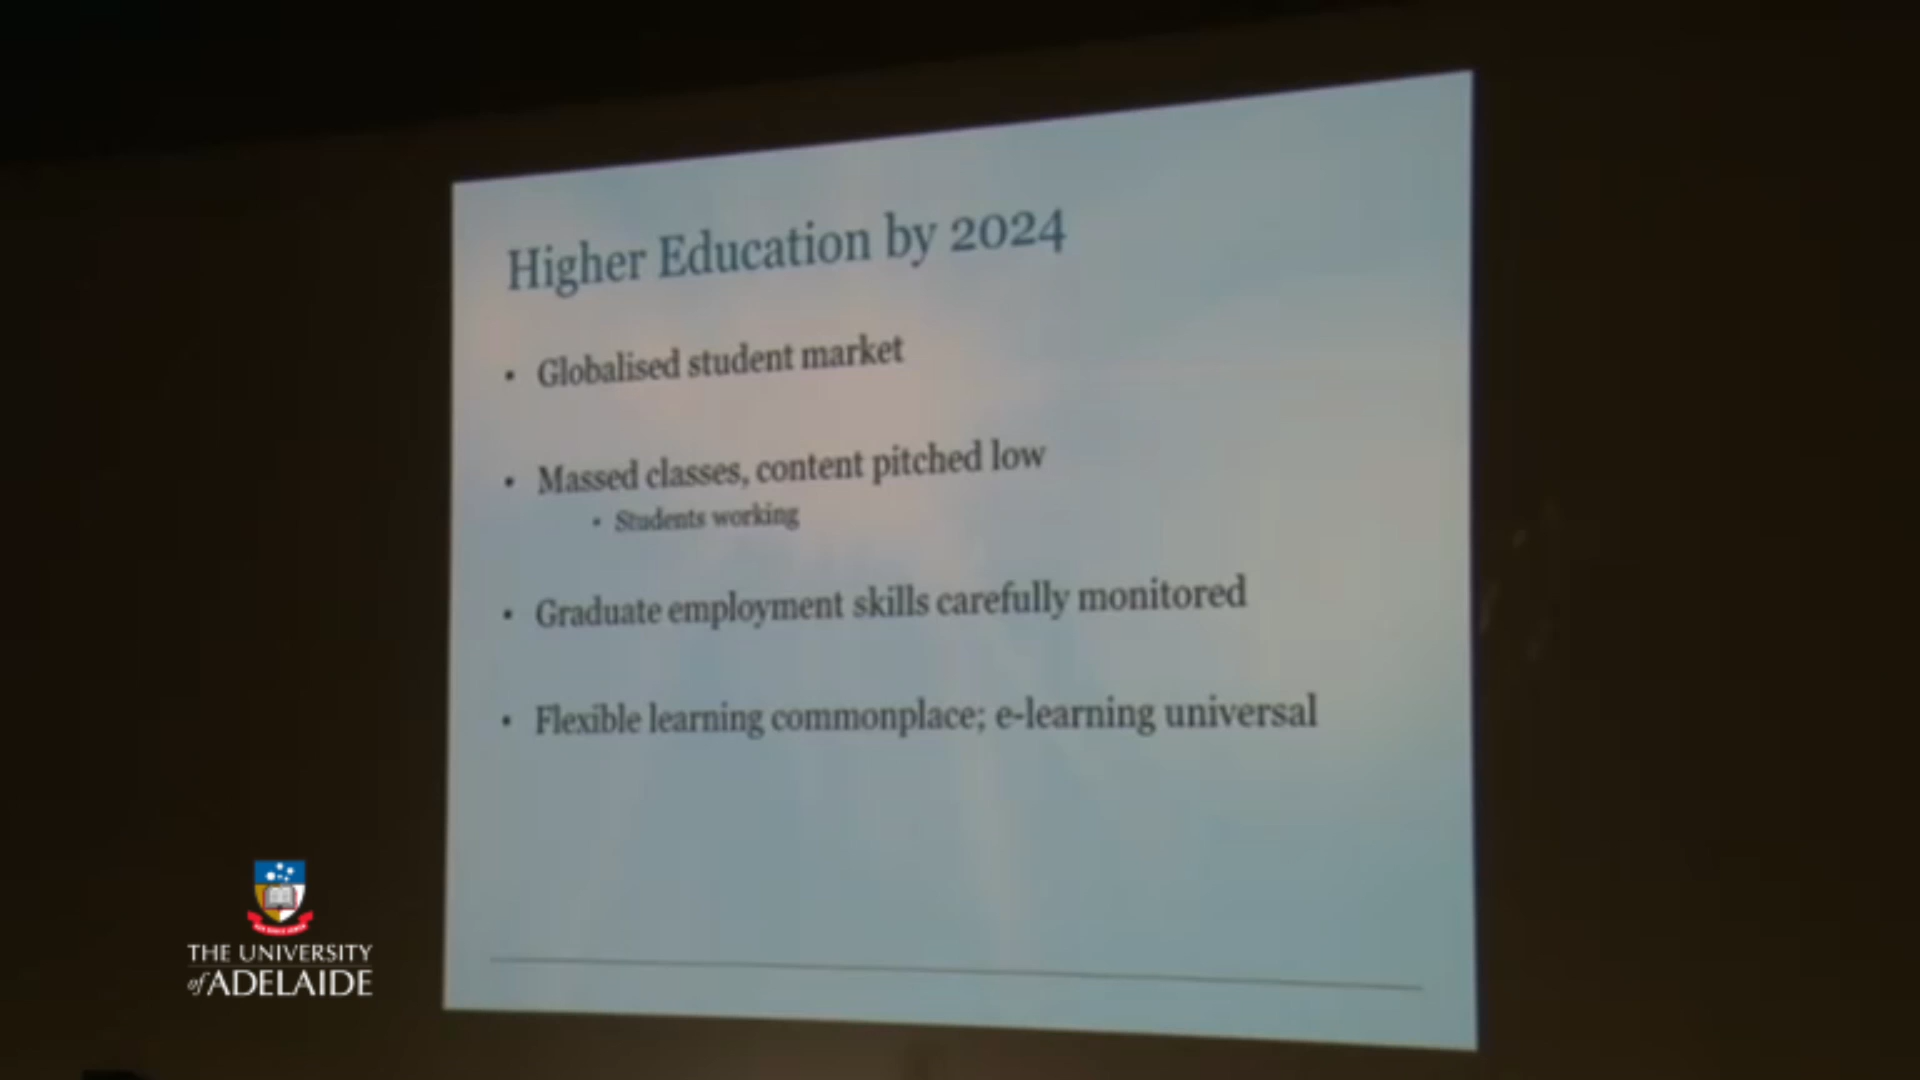 Higher Education by 2024
• Globalised student market
• Massed classes, content pitched low
• Students working
• Graduate employment skills carefully monitored
• Flexible learning commonplace; e-learning universal
THE UNIVERSITY
of ADELAIDE